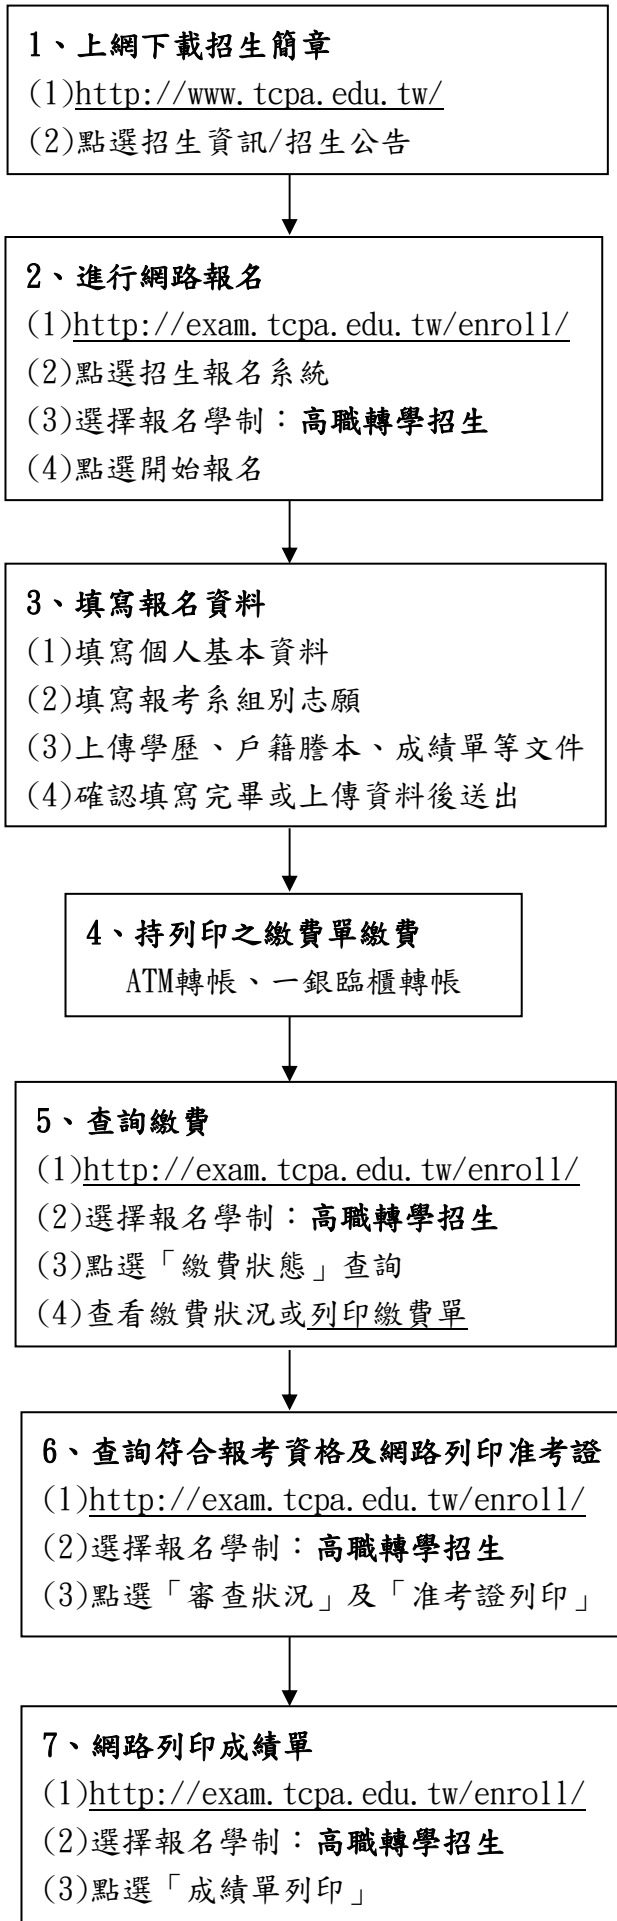 1、上網下載招生簡章
(1)http://www.tcpa.edu.tw/
(2)點選招生資訊/招生公告
2、進行網路報名
(1)http://exam.tcpa.edu.tw/enroll/
(2)點選招生報名系統
(3)選擇報名學制：高職轉學招生
(4)點選開始報名
3、填寫報名資料
(1)填寫個人基本資料
(2)填寫報考系組別志願
(3)上傳學歷、戶籍謄本、成績單等文件
(4)確認填寫完畢或上傳資料後送出
4、持列印之繳費單繳費
ATM轉帳、一銀臨櫃轉帳
5、查詢繳費
(1)http://exam.tcpa.edu.tw/enroll/
(2)選擇報名學制：高職轉學招生
(3)點選「繳費狀態」查詢
(4)查看繳費狀況或列印繳費單
6、查詢符合報考資格及網路列印准考證
(1)http://exam.tcpa.edu.tw/enroll/
(2)選擇報名學制：高職轉學招生
(3)點選「審查狀況」及「准考證列印」
7、網路列印成績單
(1)http://exam.tcpa.edu.tw/enroll/
(2)選擇報名學制：高職轉學招生
(3)點選「成績單列印」